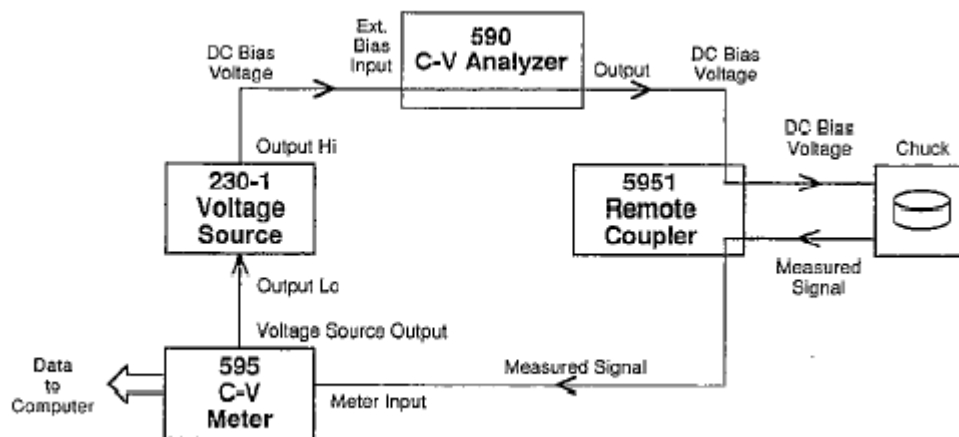 Ext.
Bias
Input
590
C-V Analyzer
DC Bias
Voltage
Output
DC Bias
Voltage
Output Hi
DC Bias
Voltage
Chuck
230-1
Voltage
Source
5951
Remote
Coupler
Output Lo
Measured
Signal
Voltage Source Output
Data
to
Computer
595
C-V
Meter
Measured Signal
Meter Input